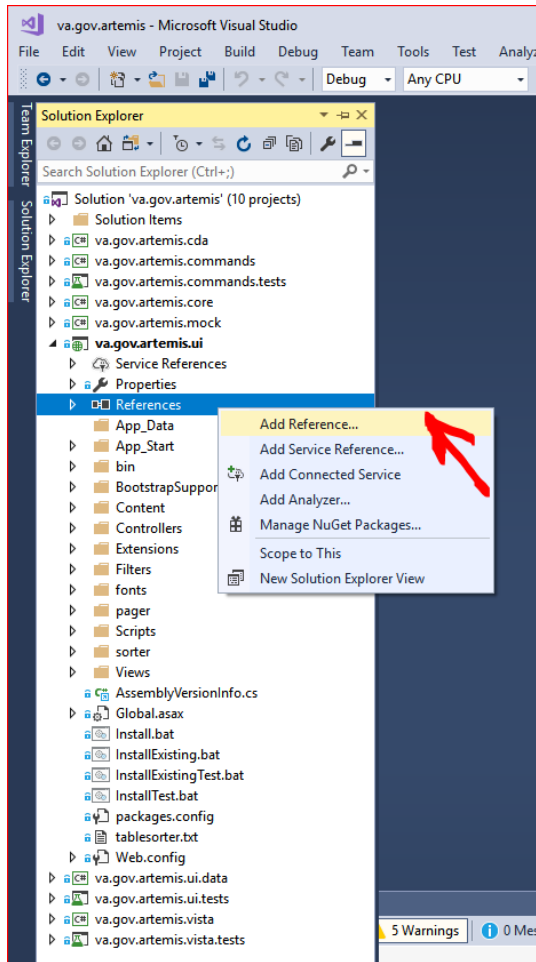 va.gov.artemis - Microsoft Visual Studio
File Edit View Project Build Debug Team Tools Test Analyz
Debug Any CPU
Team Explorer
Solution Explorer
Solution Explorer
Search Solution Explorer (Ctrl+;)
Solution 'va.gov.artemis' (10 projects)
Solution Items
C# va.gov.artemis.cda
C# va.gov.artemis.commands
va.gov.artemis.commands.tests
C# va.gov.artemis.core
C# va.gov.artemis.mock
va.gov.artemis.ui
Service References
Properties
References
Add Reference...
App_Data
App_Start
Add Service Reference...
bin
Add Connected Service
BootstrapSuppor
Add Analyzer...
Content
Controllers
Manage NuGet Packages...
Extensions
Scope to This
Filters
fonts
New Solution Explorer View
pager
Scripts
sorter
Views
C# AssemblyVersionInfo.cs
Global.asax
Install.bat
InstallExisting.bat
InstallExistingTest.bat
InstallTest.bat
packages.config
tablesorter.txt
Web.config
C# va.gov.artemis.ui.data
va.gov.artemis.ui.tests
C# va.gov.artemis.vista
va.gov.artemis.vista.tests
5 Warnings
0 Mes